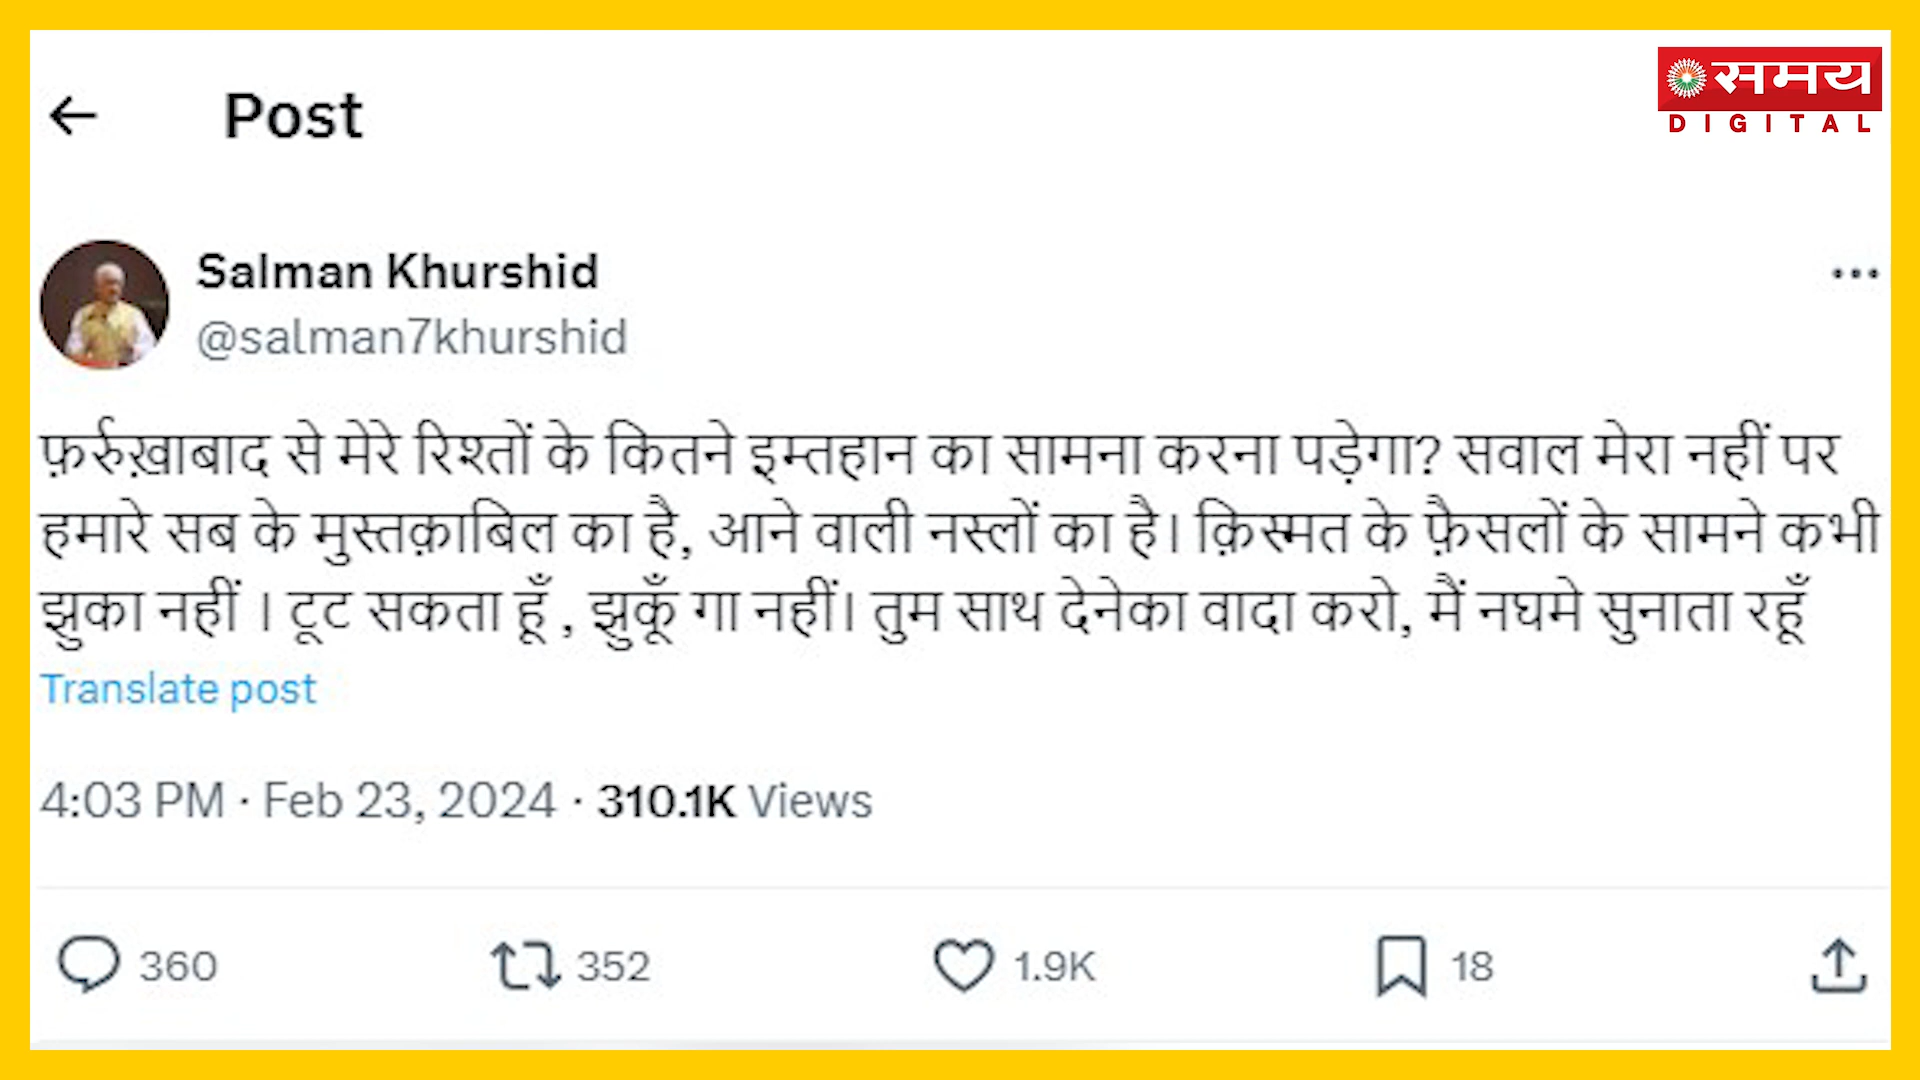 समय
DIGITAL
Post
Salman Khurshid
@salman7khurshid
फ़र्रुख़ाबाद से मेरे रिश्तों के कितने इम्तहान का सामना करना पड़ेगा? सवाल मेरा नहीं पर
हमारे सब के मुस्तक़ाबिल का है, आने वाली नस्लों का है। क़िस्मत के फ़ैसलों के सामने कभी
झुका नहीं । टूट सकता हूँ , झुकूँ गा नहीं। तुम साथ देनेका वादा करो, मैं नघमे सुनाता रहूँ
Translate post
4:03 PM · Feb 23, 2024 · 310.1K Views
360 352 1.9K 18